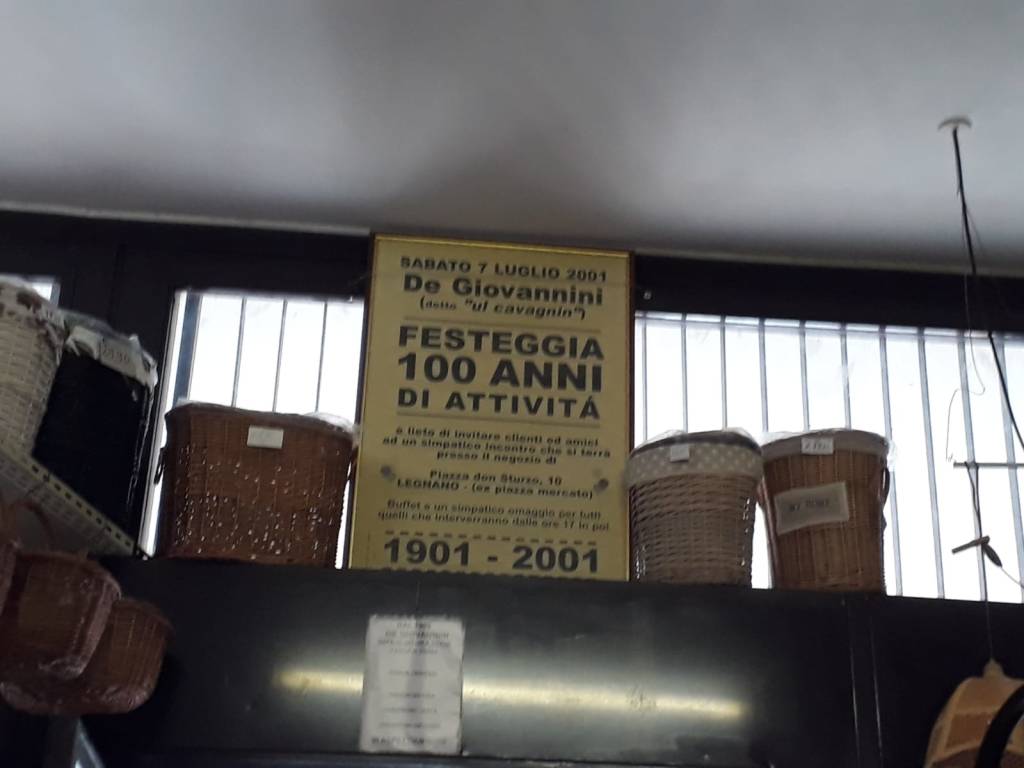 SABATO 7 LUGLIO 2001
De Giovannini
(detto "ul cavagnin")
FESTEGGIA
100 ANNI
DI ATTIVITÁ
è lieto di invitare clienti ed amici
ad un simpatico incontro che si terrà
presso il negozio di
Piazza don Sturzo, 10
LEGNANO - (ex piazza mercato)
Buffet e un simpatico omaggio per tutti
quelli che interverranno dalle ore 17 in poi
1901 - 2001